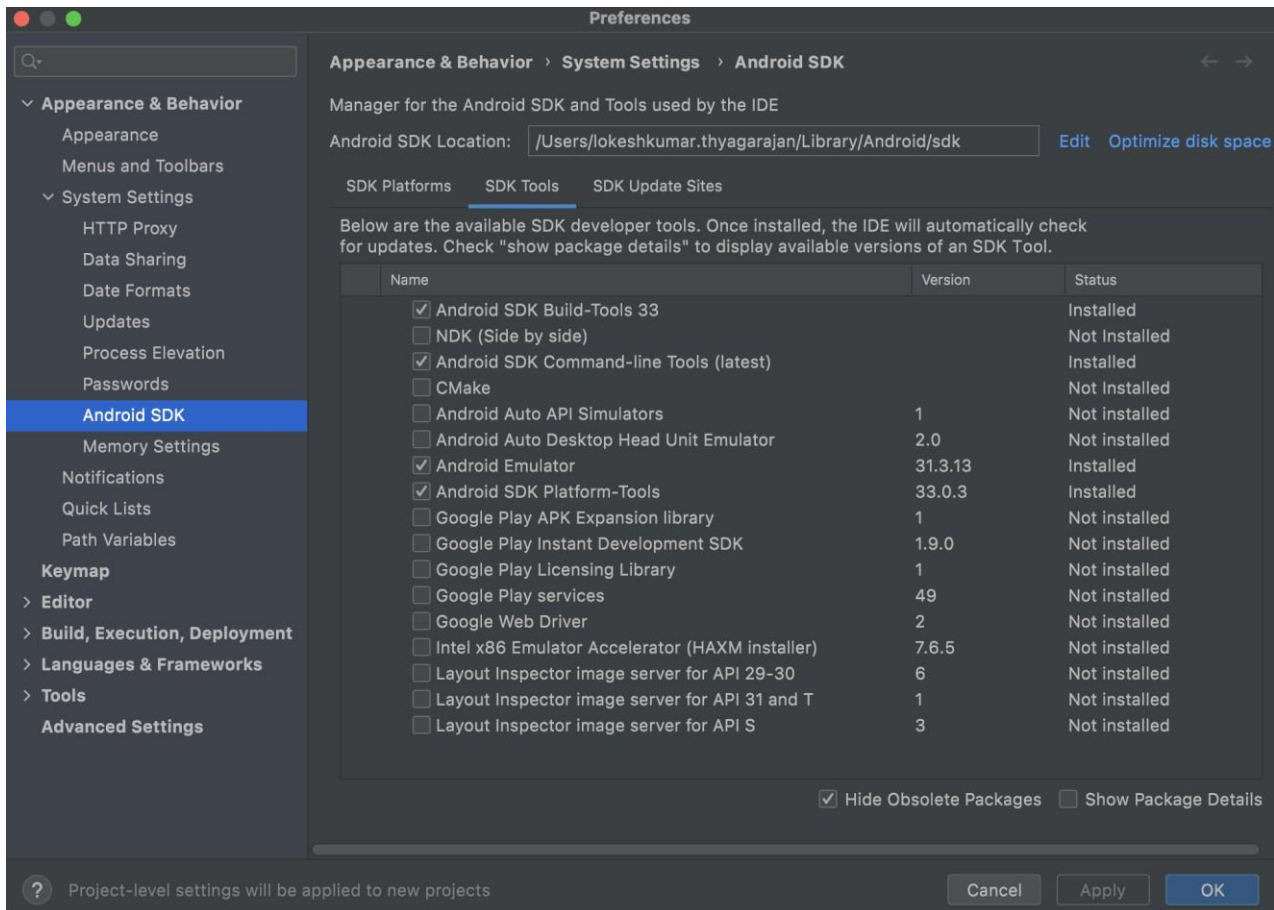 Preferences
Appearance & Behavior
Appearance
Menus and Toolbars
System Settings
HTTP Proxy
Data Sharing
Date Formats
Updates
Process Elevation
Passwords
Android SDK
Memory Settings
Notifications
Quick Lists
Path Variables
Keymap
Editor
Build, Execution, Deployment
Languages & Frameworks
Tools
Advanced Settings
Appearance & Behavior › System Settings › Android SDK
Manager for the Android SDK and Tools used by the IDE
Android SDK Location: /Users/lokeshkumar.thyagarajan/Library/Android/sdk Edit Optimize disk space
SDK Platforms SDK Tools SDK Update Sites
Below are the available SDK developer tools. Once installed, the IDE will automatically check
for updates. Check "show package details" to display available versions of an SDK Tool.
Name Version Status
Android SDK Build-Tools 33 Installed
NDK (Side by side) Not Installed
Android SDK Command-line Tools (latest) Installed
CMake Not Installed
Android Auto API Simulators 1 Not installed
Android Auto Desktop Head Unit Emulator 2.0 Not installed
Android Emulator 31.3.13 Installed
Android SDK Platform-Tools 33.0.3 Installed
Google Play APK Expansion library 1 Not installed
Google Play Instant Development SDK 1.9.0 Not installed
Google Play Licensing Library 1 Not installed
Google Play services 49 Not installed
Google Web Driver 2 Not installed
Intel x86 Emulator Accelerator (HAXM installer) 7.6.5 Not installed
Layout Inspector image server for API 29-30 6 Not installed
Layout Inspector image server for API 31 and T 1 Not installed
Layout Inspector image server for API S 3 Not installed
Hide Obsolete Packages Show Package Details
? Project-level settings will be applied to new projects
Cancel Apply OK